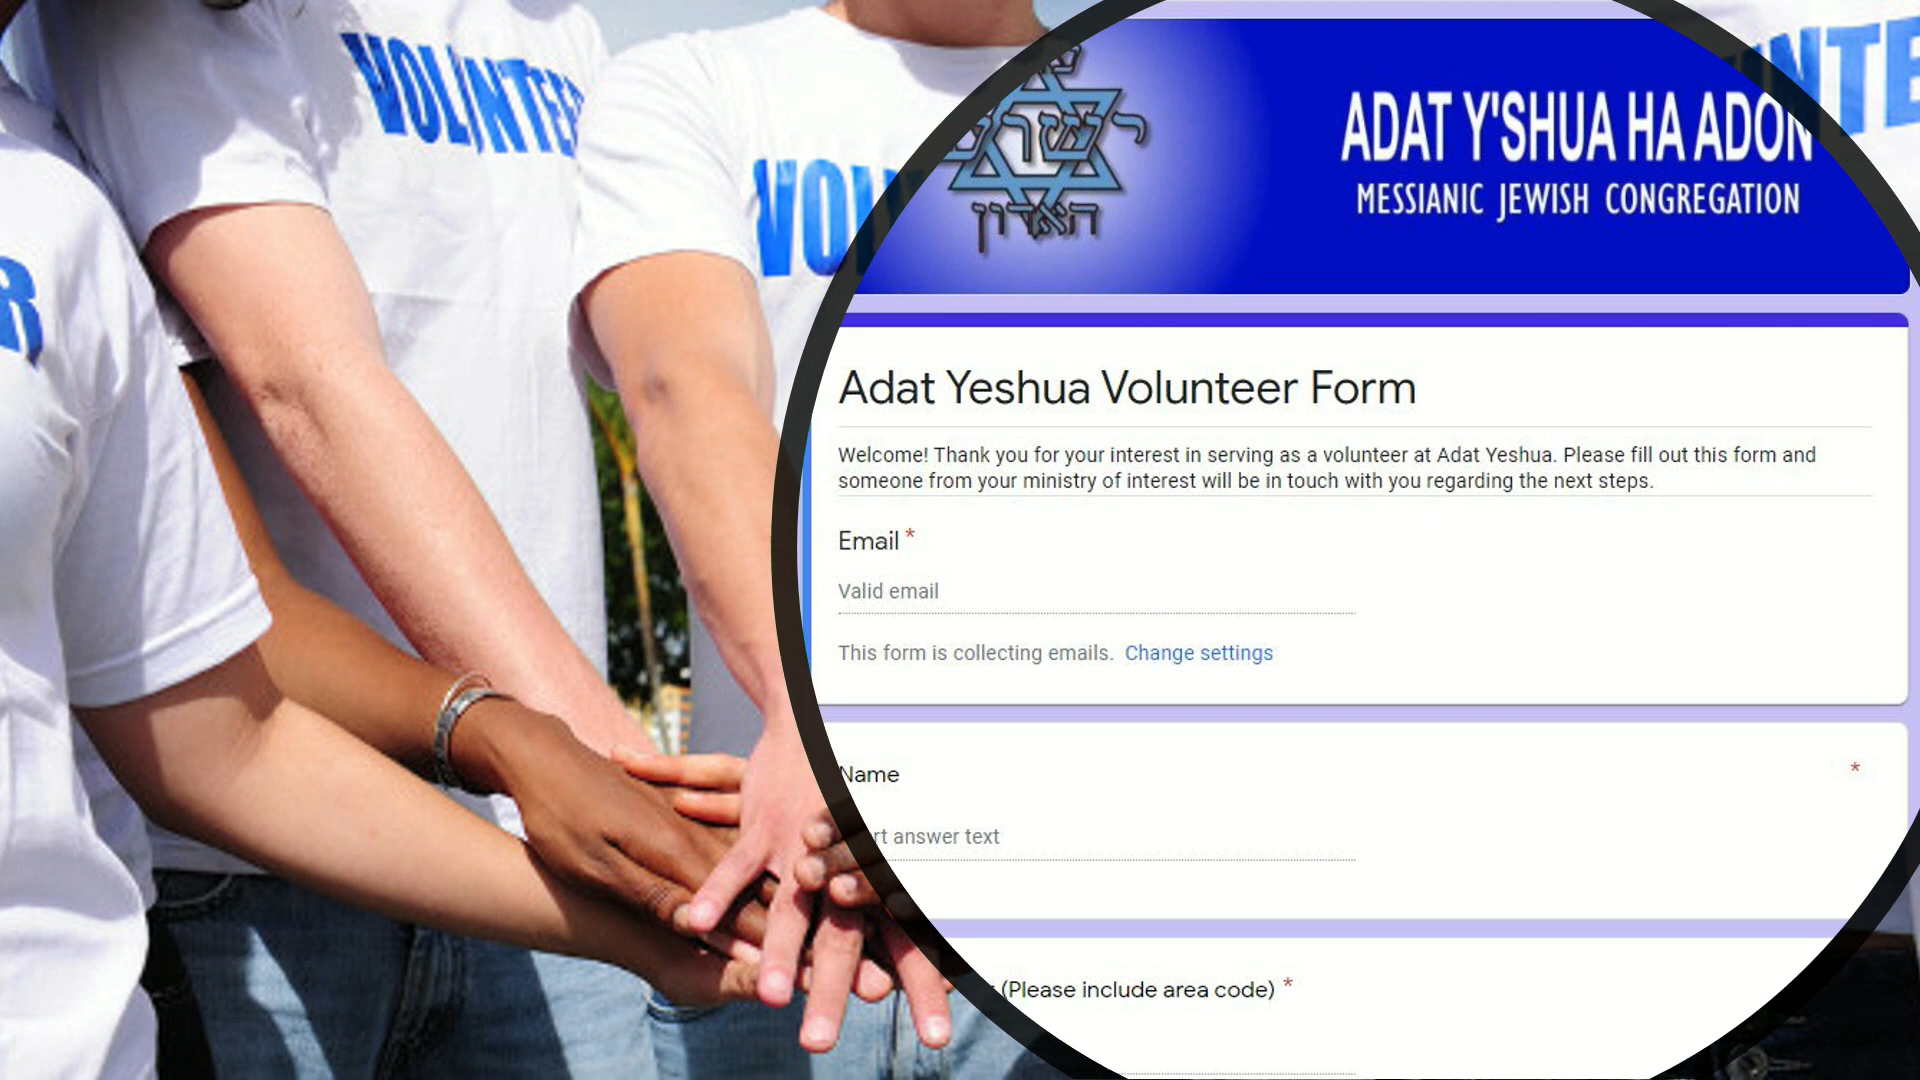 VOLUNTEER
ADAT Y'SHUA HA ADON
MESSIANIC JEWISH CONGREGATION
האדון
Adat Yeshua Volunteer Form
Welcome! Thank you for your interest in serving as a volunteer at Adat Yeshua. Please fill out this form and
someone from your ministry of interest will be in touch with you regarding the next steps.
Email *
Valid email
This form is collecting emails. Change settings
Name *
answer text
(Please include area code) *